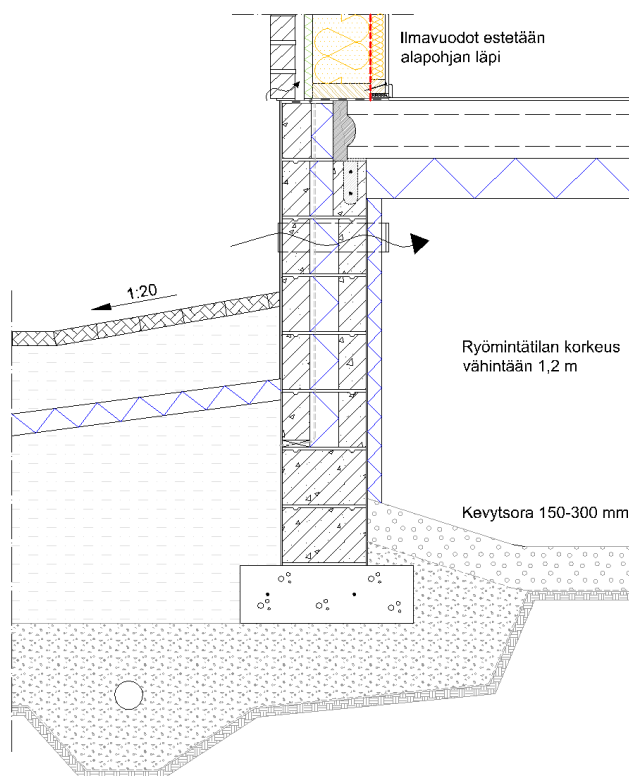 Ilmavuodot estetään
alapohjan läpi
1:20
Ryömintätilan korkeus
vähintään 1,2 m
Kevytsora 150-300 mm